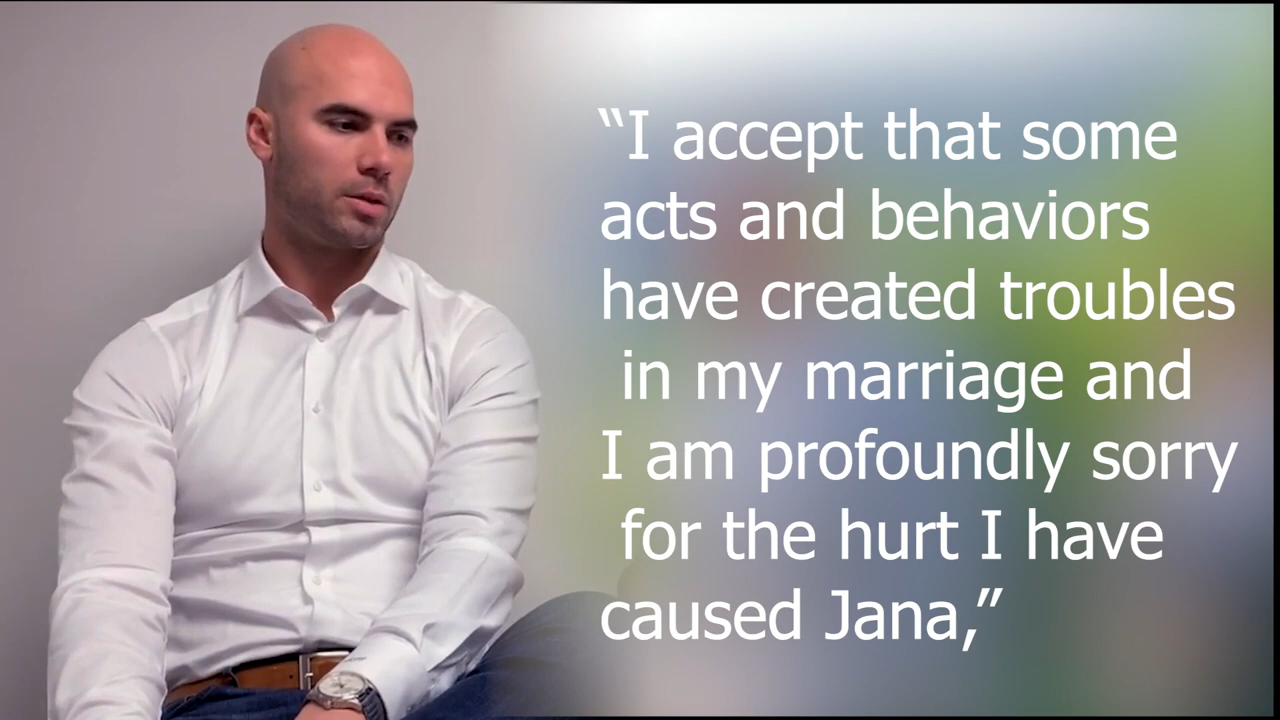 “I accept that some
acts and behaviors
have created troubles
in my marriage and
I am profoundly sorry
for the hurt I have
caused Jana,”